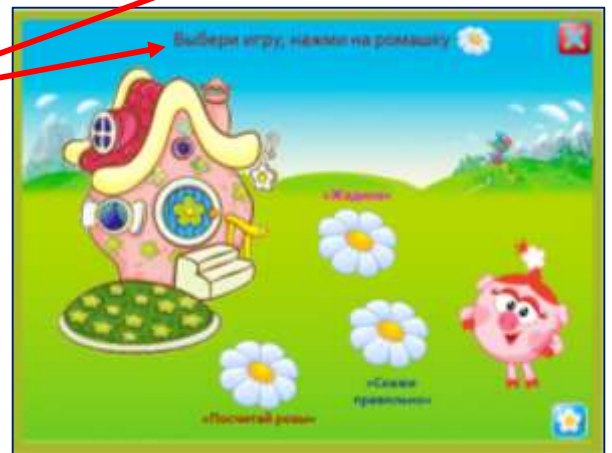 Выбери игру, нажми на ромашку
«Жадина»
«Скажи
правильно»
«Посчитай розы»